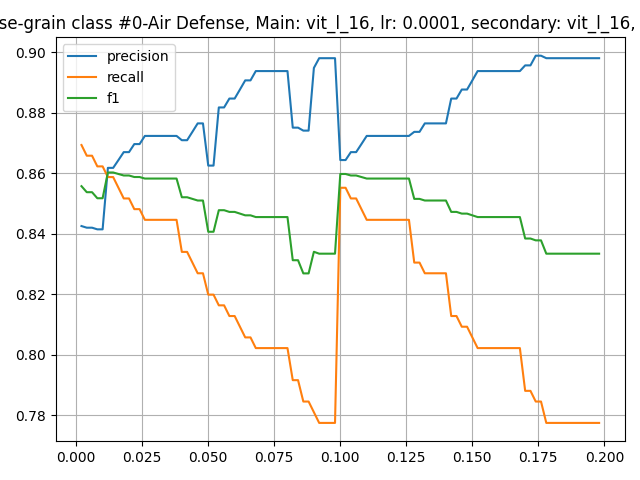 se-grain class #0-Air Defense, Main: vit_l_16, lr: 0.0001, secondary: vit_l_16,
precision
recall
f1
0.90
0.88
0.86
0.84
0.82
0.80
0.78
0.000 0.025 0.050 0.075 0.100 0.125 0.150 0.175 0.200